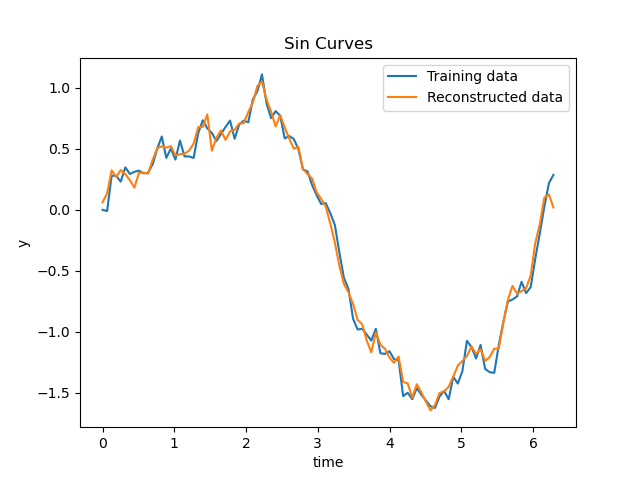 Sin Curves
Training data
Reconstructed data
1.0
0.5
0.0
−0.5
−1.0
−1.5
y
0 1 2 3 4 5 6
time